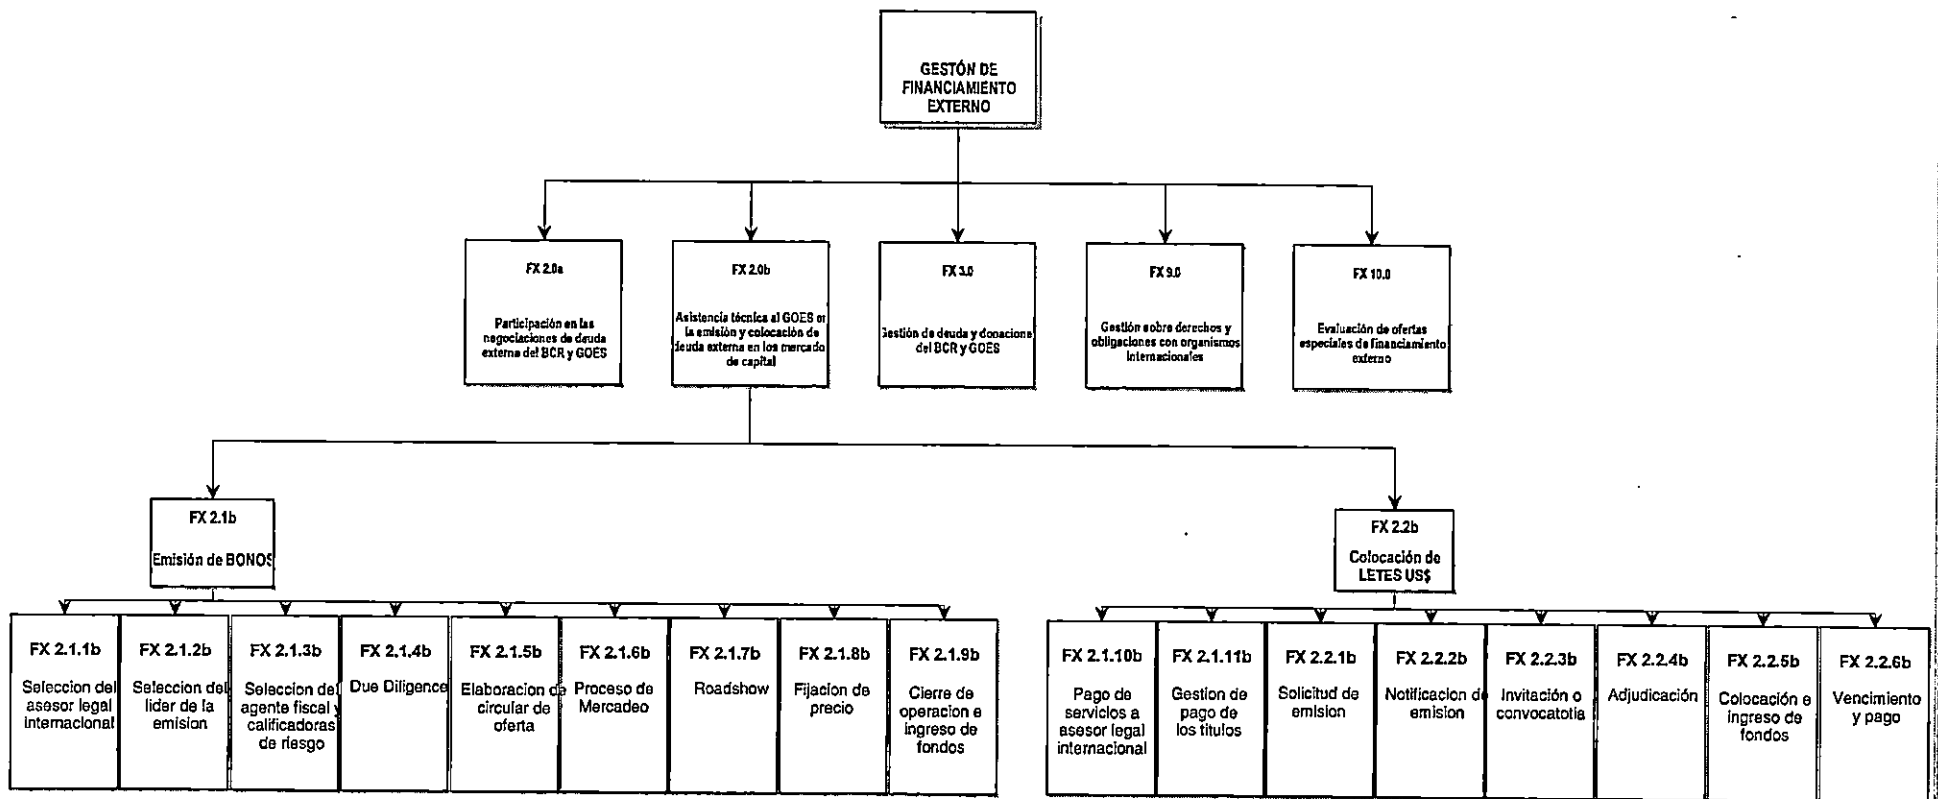 GESTÓN DE
FINANCIAMIENTO
EXTERNO
FX 2.0a
Participación en las
negociaciones de deuda
externa del BCR y GOES
FX 2.0b
Asistencia técnica al GOES en
la emisión y colocación de
deuda externa en los mercado
de capital
FX 3.0
Gestión de deuda y donacione
del BCR y GOES
FX 9.0
Gestión sobre derechos y
obligaciones con organismos
internacionales
FX 10.0
Evaluación de ofertas
especiales de financiamiento
externo
FX 2.1b
Emisión de BONOS
FX 2.2b
Colocación de
LETES US$
FX 2.1.1b
Seleccion del
asesor legal
internacional
FX 2.1.2b
Seleccion del
lider de la
emision
FX 2.1.3b
Seleccion del
agente fiscal y
calificadoras
de riesgo
FX 2.1.4b
Due Diligence
FX 2.1.5b
Elaboracion de
circular de
oferta
FX 2.1.6b
Proceso de
Mercadeo
FX 2.1.7b
Roadshow
FX 2.1.8b
Fijacion de
precio
FX 2.1.9b
Cierre de
operacion e
ingreso de
fondos
FX 2.1.10b
Pago de
servicios a
asesor legal
internacional
FX 2.1.11b
Gestion de
pago de
los titulos
FX 2.2.1b
Solicitud de
emision
FX 2.2.2b
Notificacion de
emision
FX 2.2.3b
Invitación o
convocatotia
FX 2.2.4b
Adjudicación
FX 2.2.5b
Colocación e
ingreso de
fondos
FX 2.2.6b
Vencimiento
y pago